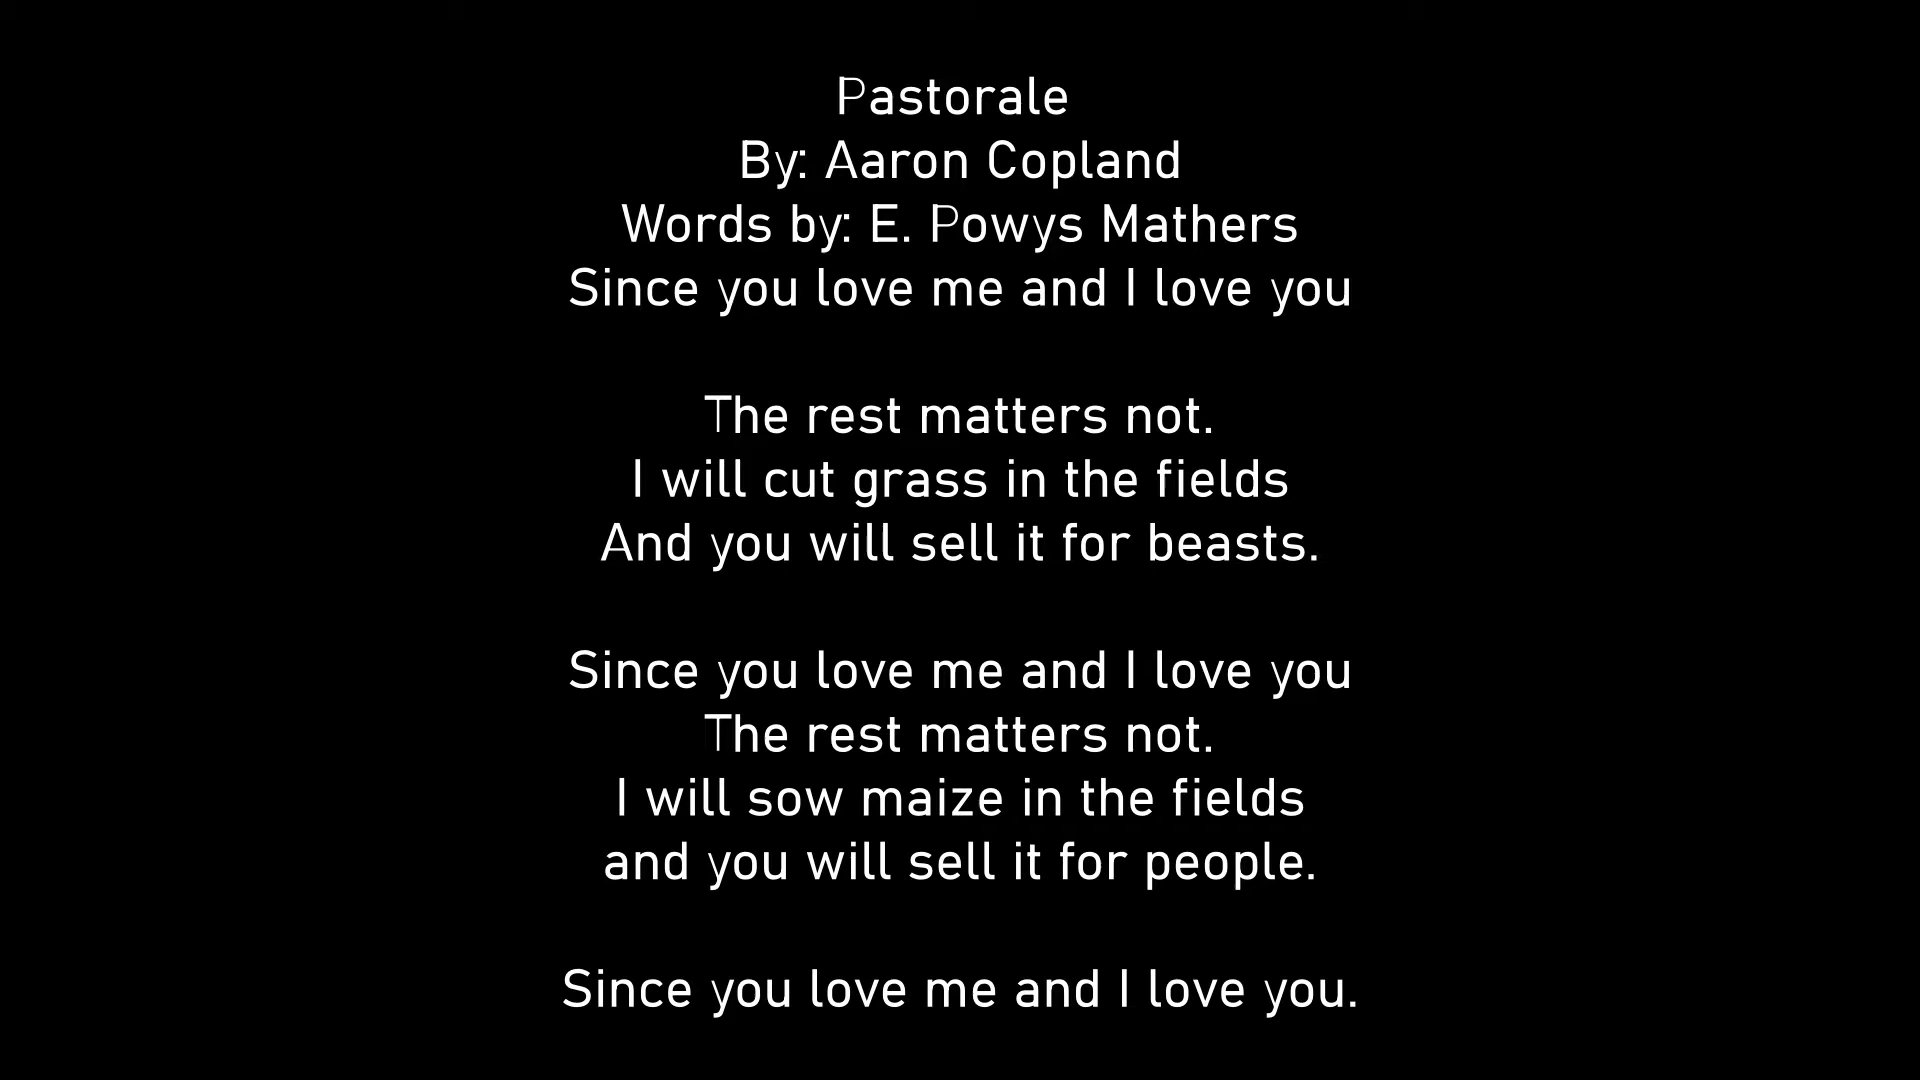 Pastorale
By: Aaron Copland
Words by: E. Powys Mathers
Since you love me and I love you
The rest matters not.
I will cut grass in the fields
And you will sell it for beasts.
Since you love me and I love you
The rest matters not.
I will sow maize in the fields
and you will sell it for people.
Since you love me and I love you.